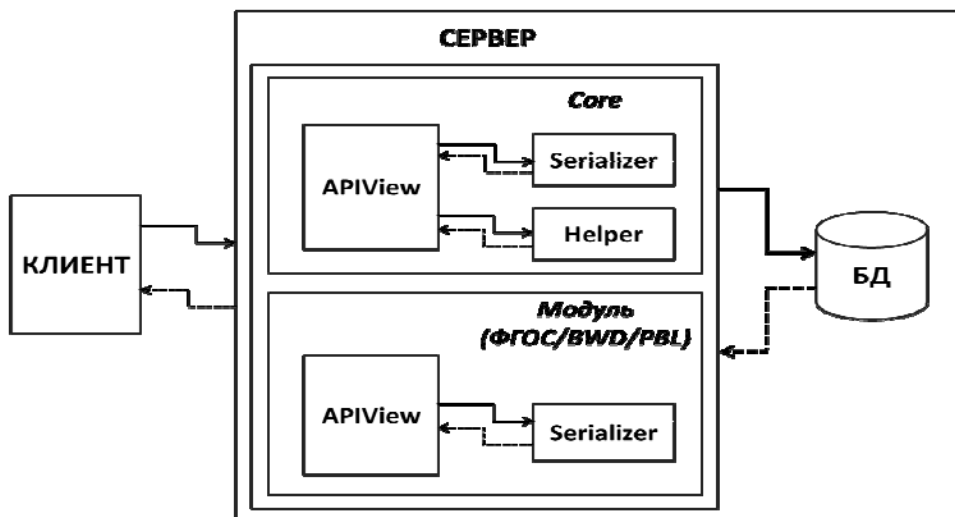 СЕРВЕР
Core
APIView
Serializer
Helper
КЛИЕНТ
БД
Модуль
(ФГОС/BWD/PBL)
APIView
Serializer